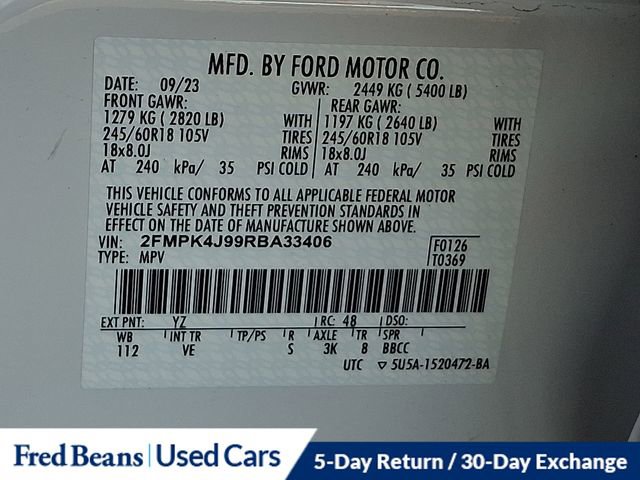 MFD. BY FORD MOTOR CO.
DATE: 09/23 GVWR: 2449 KG ( 5400 LB)
FRONT GAWR: REAR GAWR:
1279 KG ( 2820 LB) WITH 1197 KG ( 2640 LB) WITH
245/60R18 105V TIRES 245/60R18 105V TIRES
18x8.0J RIMS 18x8.0J RIMS
AT 240 kPa/ 35 PSI COLD AT 240 kPa/ 35 PSI COLD
THIS VEHICLE CONFORMS TO ALL APPLICABLE FEDERAL MOTOR
VEHICLE SAFETY AND THEFT PREVENTION STANDARDS IN
EFFECT ON THE DATE OF MANUFACTURE SHOWN ABOVE.
VIN: 2FMPK4J99RBA33406 F0126
TYPE: MPV T0369
EXT PNT: YZ RC: 48 DSO:
WB INT TR TP/PS R AXLE TR SPR
112 VE S 3K 8 BBCC
UTC ▽ 5U5A-1520472-BA
Fred Beans | Used Cars 5-Day Return / 30-Day Exchange